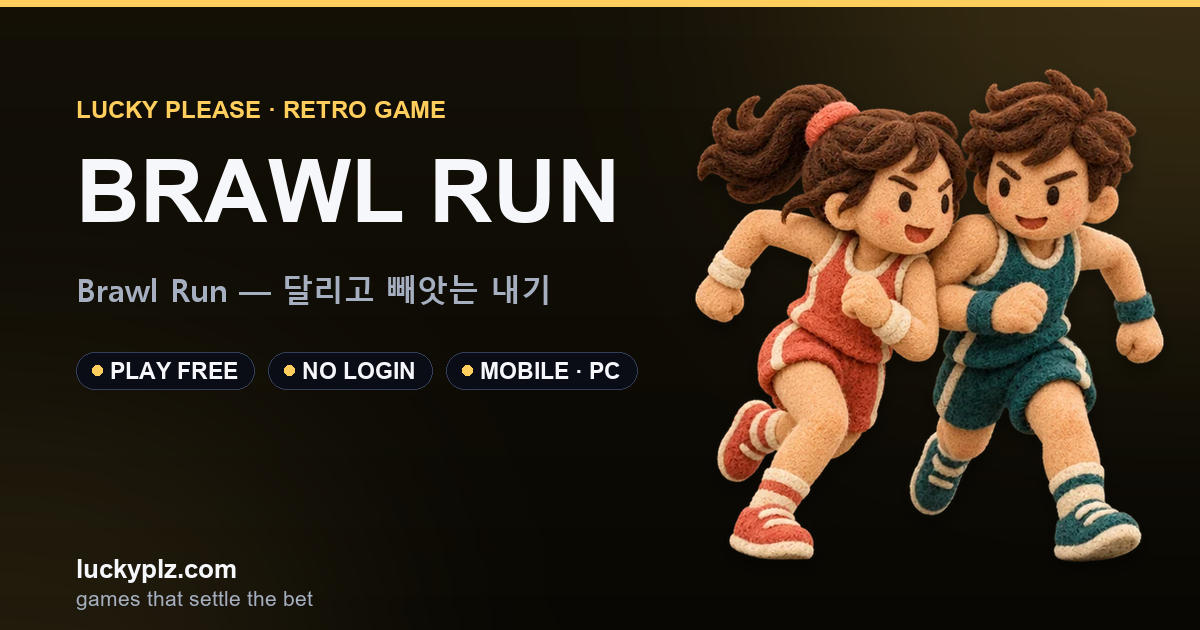 LUCKY PLEASE · RETRO GAME
BRAWL RUN
Brawl Run — 달리고 빼앗는 내기
PLAY FREE
NO LOGIN
MOBILE · PC
luckyplz.com
games that settle the bet